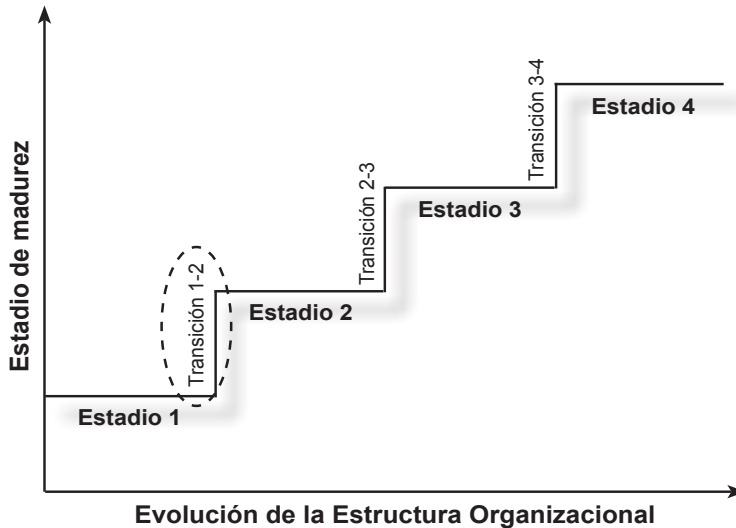 Estadio de madurez
Transición 3-4
Estadio 4
Transición 2-3
Estadio 3
Transición 1-2
Estadio 2
Estadio 1
Evolución de la Estructura Organizacional